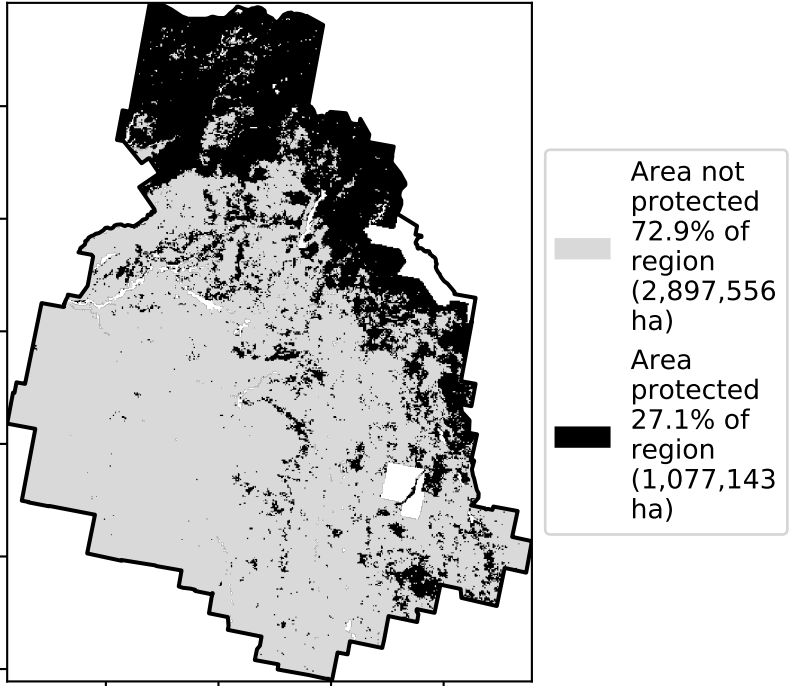 Area not
protected
72.9% of
region
(2,897,556
ha)
Area
protected
27.1% of
region
(1,077,143
ha)